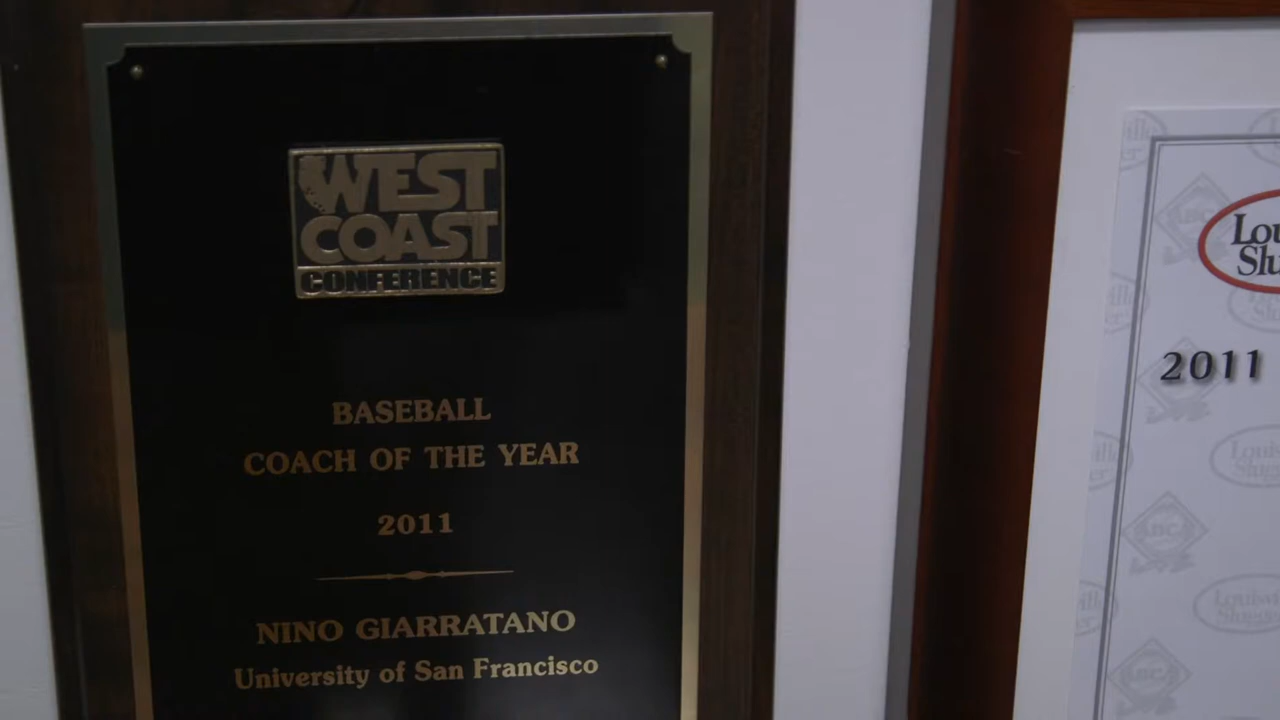 WEST
COAST
CONFERENCE
BASEBALL
COACH OF THE YEAR
2011
NINO GIARRATANO
University of San Francisco
2011